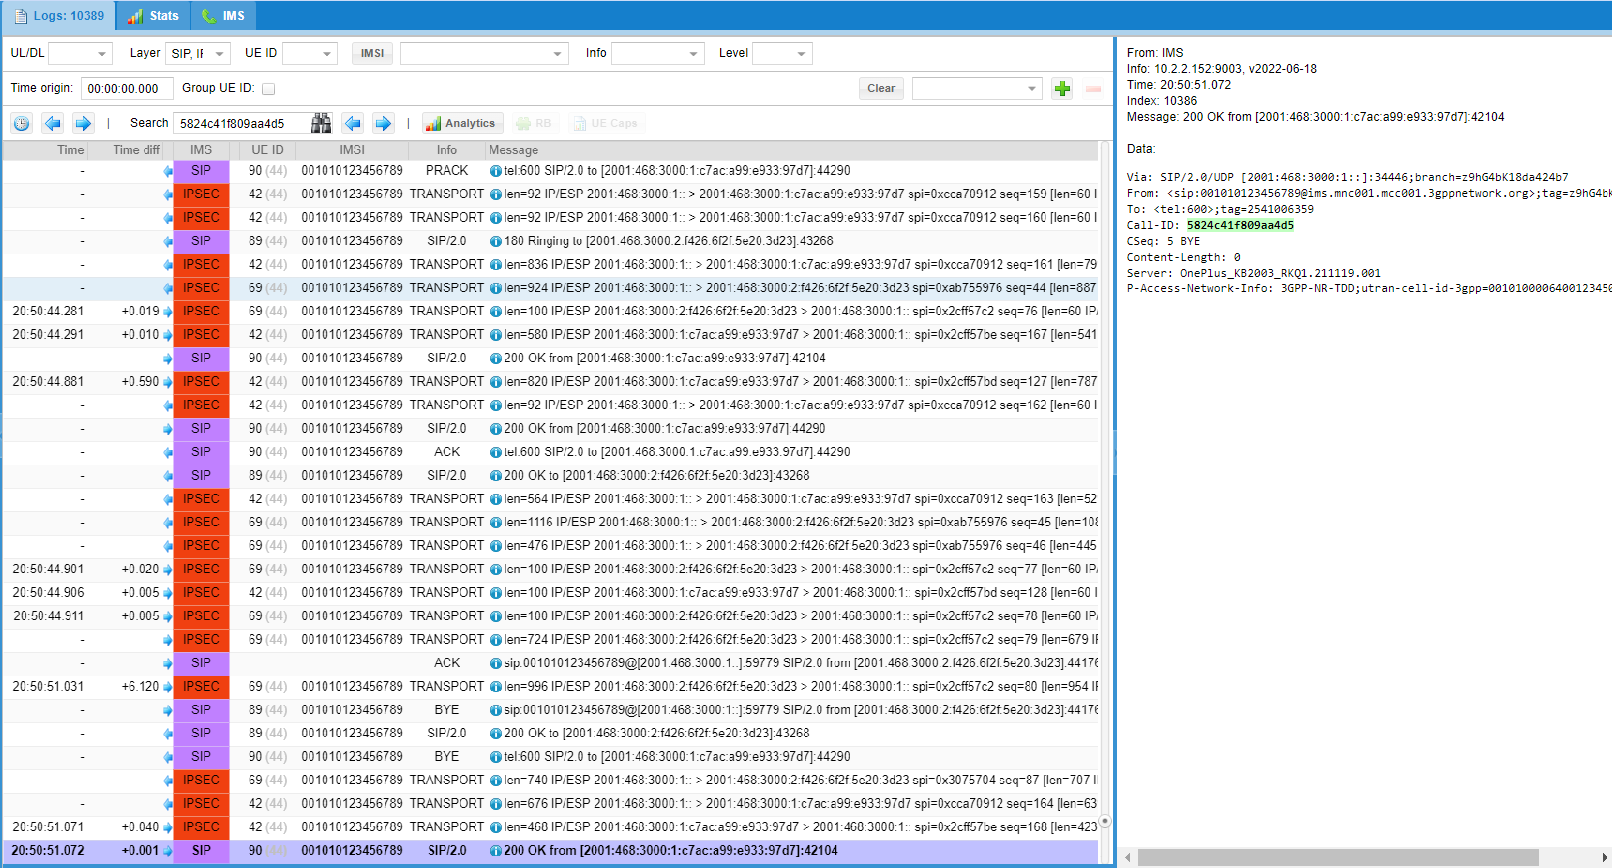 Logs: 10389 Stats IMS
UL/DL Layer SIP, IF UE ID IMSI Info Level
Time origin: 00:00:00.000 Group UE ID: Clear
Search 5824c41f809aa4d5 Analytics RB UE Caps
Time Time diff IMS UE ID IMSI Info Message
- SIP 90 (44) 001010123456789 PRACK tel:600 SIP/2.0 to [2001:468:3000:1:c7ac:a99:e933:97d7]:44290
- IPSEC 42 (44) 001010123456789 TRANSPORT len=92 IP/ESP 2001:468:3000:1:: > 2001:468:3000:1:c7ac:a99:e933:97d7 spi=0xcca70912 seq=159 [len=60 I
- IPSEC 42 (44) 001010123456789 TRANSPORT len=92 IP/ESP 2001:468:3000:1:: > 2001:468:3000:1:c7ac:a99:e933:97d7 spi=0xcca70912 seq=160 [len=60 I
- SIP 89 (44) 001010123456789 SIP/2.0 180 Ringing to [2001:468:3000:2:f426:6f2f:5e20:3d23]:43268
- IPSEC 42 (44) 001010123456789 TRANSPORT len=836 IP/ESP 2001:468:3000:1:: > 2001:468:3000:1:c7ac:a99:e933:97d7 spi=0xcca70912 seq=161 [len=79
- IPSEC 69 (44) 001010123456789 TRANSPORT len=924 IP/ESP 2001:468:3000:1:: > 2001:468:3000:2:f426:6f2f:5e20:3d23 spi=0xab755976 seq=44 [len=887
20:50:44.281 +0.019 IPSEC 69 (44) 001010123456789 TRANSPORT len=100 IP/ESP 2001:468:3000:2:f426:6f2f:5e20:3d23 > 2001:468:3000:1:: spi=0x2cff57c2 seq=76 [len=60 IP/
20:50:44.291 +0.010 IPSEC 42 (44) 001010123456789 TRANSPORT len=580 IP/ESP 2001:468:3000:1:c7ac:a99:e933:97d7 > 2001:468:3000:1:: spi=0x2cff57be seq=167 [len=541
SIP 90 (44) 001010123456789 SIP/2.0 200 OK from [2001:468:3000:1:c7ac:a99:e933:97d7]:42104
20:50:44.881 +0.590 IPSEC 42 (44) 001010123456789 TRANSPORT len=820 IP/ESP 2001:468:3000:1:c7ac:a99:e933:97d7 > 2001:468:3000:1:: spi=0x2cff57bd seq=127 [len=787
- IPSEC 42 (44) 001010123456789 TRANSPORT len=92 IP/ESP 2001:468:3000:1:: > 2001:468:3000:1:c7ac:a99:e933:97d7 spi=0xcca70912 seq=162 [len=60 I
- SIP 90 (44) 001010123456789 SIP/2.0 200 OK from [2001:468:3000:1:c7ac:a99:e933:97d7]:44290
- SIP 90 (44) 001010123456789 ACK tel:600 SIP/2.0 to [2001:468:3000:1:c7ac:a99:e933:97d7]:44290
- SIP 89 (44) 001010123456789 SIP/2.0 200 OK to [2001:468:3000:2:f426:6f2f:5e20:3d23]:43268
- IPSEC 42 (44) 001010123456789 TRANSPORT len=564 IP/ESP 2001:468:3000:1:: > 2001:468:3000:1:c7ac:a99:e933:97d7 spi=0xcca70912 seq=163 [len=52
- IPSEC 69 (44) 001010123456789 TRANSPORT len=1116 IP/ESP 2001:468:3000:1:: > 2001:468:3000:2:f426:6f2f:5e20:3d23 spi=0xab755976 seq=45 [len=108
- IPSEC 69 (44) 001010123456789 TRANSPORT len=476 IP/ESP 2001:468:3000:1:: > 2001:468:3000:2:f426:6f2f:5e20:3d23 spi=0xab755976 seq=46 [len=445
20:50:44.901 +0.020 IPSEC 69 (44) 001010123456789 TRANSPORT len=100 IP/ESP 2001:468:3000:2:f426:6f2f:5e20:3d23 > 2001:468:3000:1:: spi=0x2cff57c2 seq=77 [len=60 IP/
20:50:44.906 +0.005 IPSEC 42 (44) 001010123456789 TRANSPORT len=92 IP/ESP 2001:468:3000:1:c7ac:a99:e933:97d7 > 2001:468:3000:1:: spi=0x2cff57bd seq=128 [len=60 I
20:50:44.911 +0.005 IPSEC 69 (44) 001010123456789 TRANSPORT len=100 IP/ESP 2001:468:3000:2:f426:6f2f:5e20:3d23 > 2001:468:3000:1:: spi=0x2cff57c2 seq=78 [len=60 IP/
- IPSEC 69 (44) 001010123456789 TRANSPORT len=724 IP/ESP 2001:468:3000:2:f426:6f2f:5e20:3d23 > 2001:468:3000:1:: spi=0x2cff57c2 seq=79 [len=679 IF
- SIP ACK sip:001010123456789@[2001:468:3000:1::]:59779 SIP/2.0 from [2001:468:3000:2:f426:6f2f:5e20:3d23]:44176
20:50:51.031 +6.120 IPSEC 69 (44) 001010123456789 TRANSPORT len=996 IP/ESP 2001:468:3000:2:f426:6f2f:5e20:3d23 > 2001:468:3000:1:: spi=0x2cff57c2 seq=80 [len=954 IF
- SIP 89 (44) 001010123456789 BYE sip:001010123456789@[2001:468:3000:1::]:59779 SIP/2.0 from [2001:468:3000:2:f426:6f2f:5e20:3d23]:44176
- SIP 89 (44) 001010123456789 SIP/2.0 200 OK to [2001:468:3000:2:f426:6f2f:5e20:3d23]:43268
- SIP 90 (44) 001010123456789 BYE tel:600 SIP/2.0 to [2001:468:3000:1:c7ac:a99:e933:97d7]:44290
IPSEC 69 (44) 001010123456789 TRANSPORT len=740 IP/ESP 2001:468:3000:1:: > 2001:468:3000:2:f426:6f2f:5e20:3d23 spi=0x3075704 seq=87 [len=707 I
- IPSEC 42 (44) 001010123456789 TRANSPORT len=676 IP/ESP 2001:468:3000:1:: > 2001:468:3000:1:c7ac:a99:e933:97d7 spi=0xcca70912 seq=164 [len=63
20:50:51.071 +0.040 IPSEC 42 (44) 001010123456789 TRANSPORT len=468 IP/ESP 2001:468:3000:1:c7ac:a99:e933:97d7 > 2001:468:3000:1:: spi=0x2cff57be seq=168 [len=423
20:50:51.072 +0.001 SIP 90 (44) 001010123456789 SIP/2.0 200 OK from [2001:468:3000:1:c7ac:a99:e933:97d7]:42104
From: IMS
Info: 10.2.2.152:9003, v2022-06-18
Time: 20:50:51.072
Index: 10386
Message: 200 OK from [2001:468:3000:1:c7ac:a99:e933:97d7]:42104
Data:
Via: SIP/2.0/UDP [2001:468:3000:1::]:34446;branch=z9hG4bK18da424b7
From: <sip:001010123456789@ims.mnc001.mcc001.3gppnetwork.org>;tag=z9hG4bK
To: <tel:600>;tag=2541006359
Call-ID: 5824c41f809aa4d5
CSeq: 5 BYE
Content-Length: 0
Server: OnePlus_KB2003_RKQ1.211119.001
P-Access-Network-Info: 3GPP-NR-TDD;utran-cell-id-3gpp=0010100006400123450